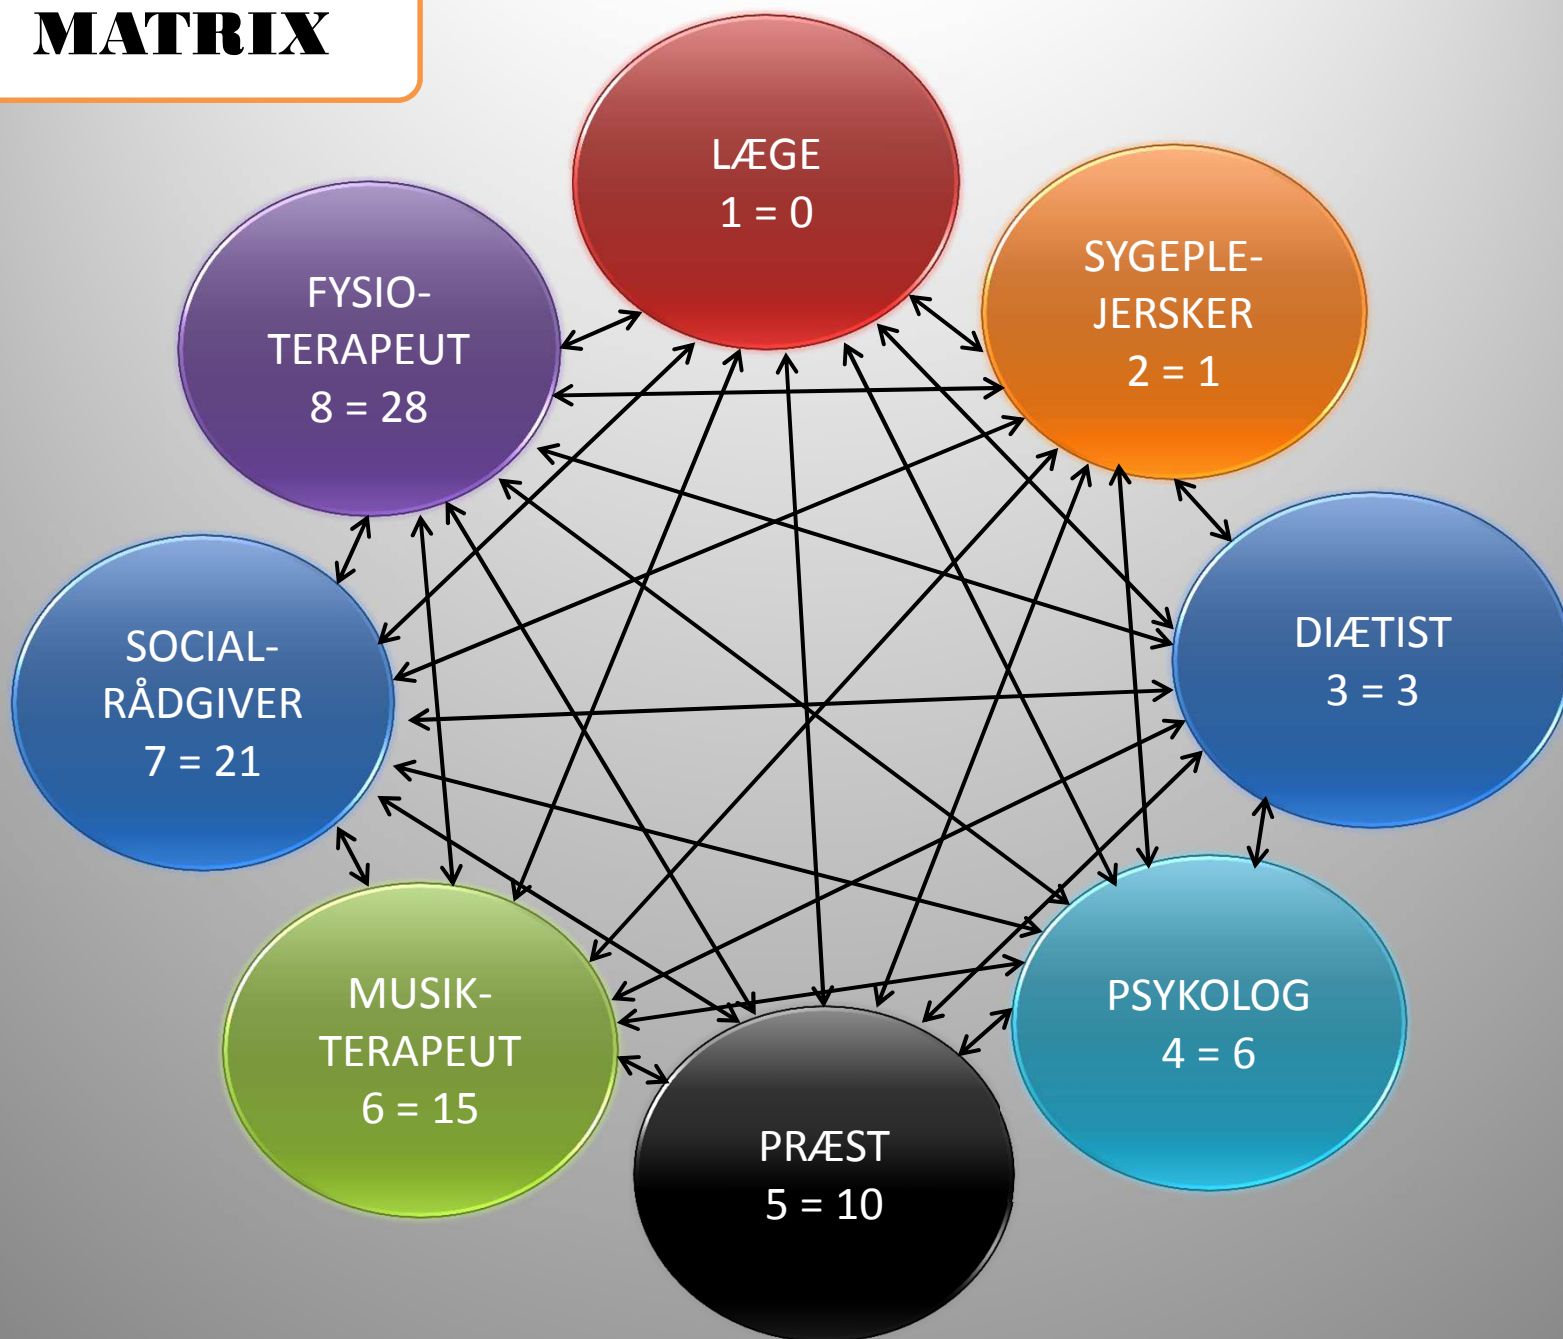 MATRIX
LÆGE
1 = 0
SYGEPLE-
JERSKER
2 = 1
DIÆTIST
3 = 3
PSYKOLOG
4 = 6
PRÆST
5 = 10
MUSIK-
TERAPEUT
6 = 15
SOCIAL-
RÅDGIVER
7 = 21
FYSIO-
TERAPEUT
8 = 28